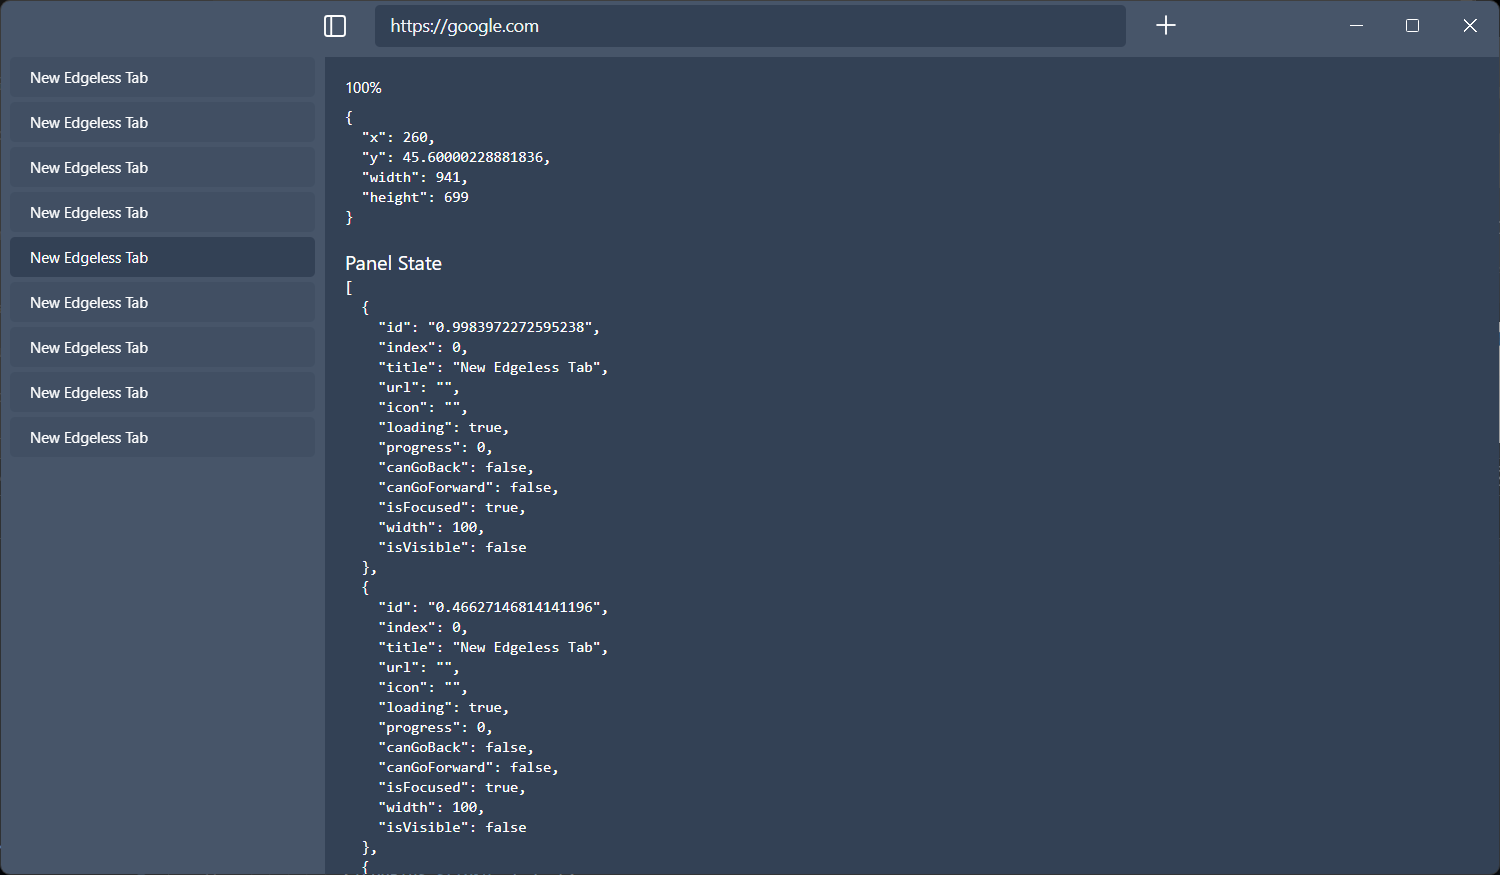 https://google.com
New Edgeless Tab
New Edgeless Tab
New Edgeless Tab
New Edgeless Tab
New Edgeless Tab
New Edgeless Tab
New Edgeless Tab
New Edgeless Tab
New Edgeless Tab
100%
{
  "x": 260,
  "y": 45.60000228881836,
  "width": 941,
  "height": 699
}
Panel State
[
  {
    "id": "0.9983972272595238",
    "index": 0,
    "title": "New Edgeless Tab",
    "url": "",
    "icon": "",
    "loading": true,
    "progress": 0,
    "canGoBack": false,
    "canGoForward": false,
    "isFocused": true,
    "width": 100,
    "isVisible": false
  },
  {
    "id": "0.46627146814141196",
    "index": 0,
    "title": "New Edgeless Tab",
    "url": "",
    "icon": "",
    "loading": true,
    "progress": 0,
    "canGoBack": false,
    "canGoForward": false,
    "isFocused": true,
    "width": 100,
    "isVisible": false
  },
  {